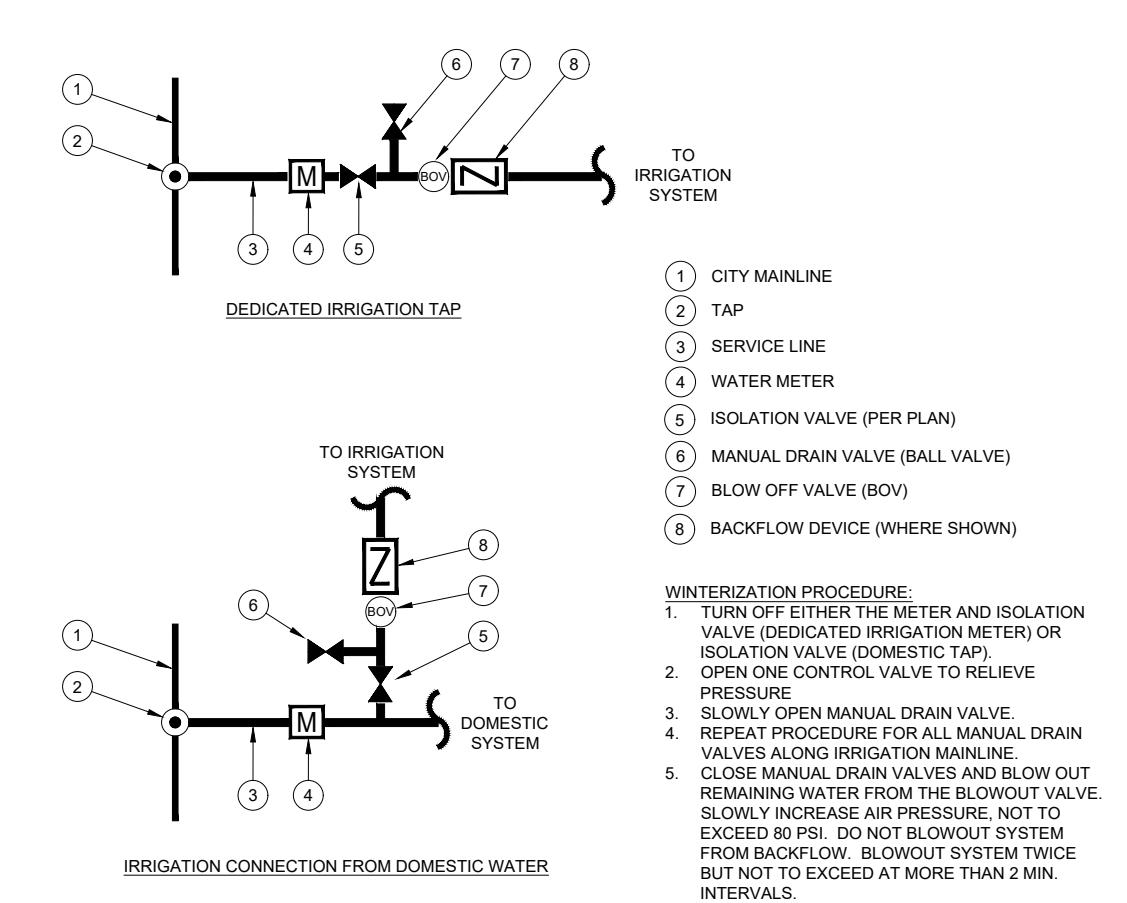 6
7
8
1
2
M
BOV
TO
IRRIGATION
SYSTEM
3
4
5
DEDICATED IRRIGATION TAP
1 CITY MAINLINE
2 TAP
3 SERVICE LINE
4 WATER METER
5 ISOLATION VALVE (PER PLAN)
6 MANUAL DRAIN VALVE (BALL VALVE)
7 BLOW OFF VALVE (BOV)
8 BACKFLOW DEVICE (WHERE SHOWN)
TO IRRIGATION
SYSTEM
8
7
6
BOV
5
1
2
M
TO
DOMESTIC
SYSTEM
3
4
IRRIGATION CONNECTION FROM DOMESTIC WATER
WINTERIZATION PROCEDURE:
1. TURN OFF EITHER THE METER AND ISOLATION
VALVE (DEDICATED IRRIGATION METER) OR
ISOLATION VALVE (DOMESTIC TAP).
2. OPEN ONE CONTROL VALVE TO RELIEVE
PRESSURE
3. SLOWLY OPEN MANUAL DRAIN VALVE.
4. REPEAT PROCEDURE FOR ALL MANUAL DRAIN
VALVES ALONG IRRIGATION MAINLINE.
5. CLOSE MANUAL DRAIN VALVES AND BLOW OUT
REMAINING WATER FROM THE BLOWOUT VALVE.
SLOWLY INCREASE AIR PRESSURE, NOT TO
EXCEED 80 PSI. DO NOT BLOWOUT SYSTEM
FROM BACKFLOW. BLOWOUT SYSTEM TWICE
BUT NOT TO EXCEED AT MORE THAN 2 MIN.
INTERVALS.